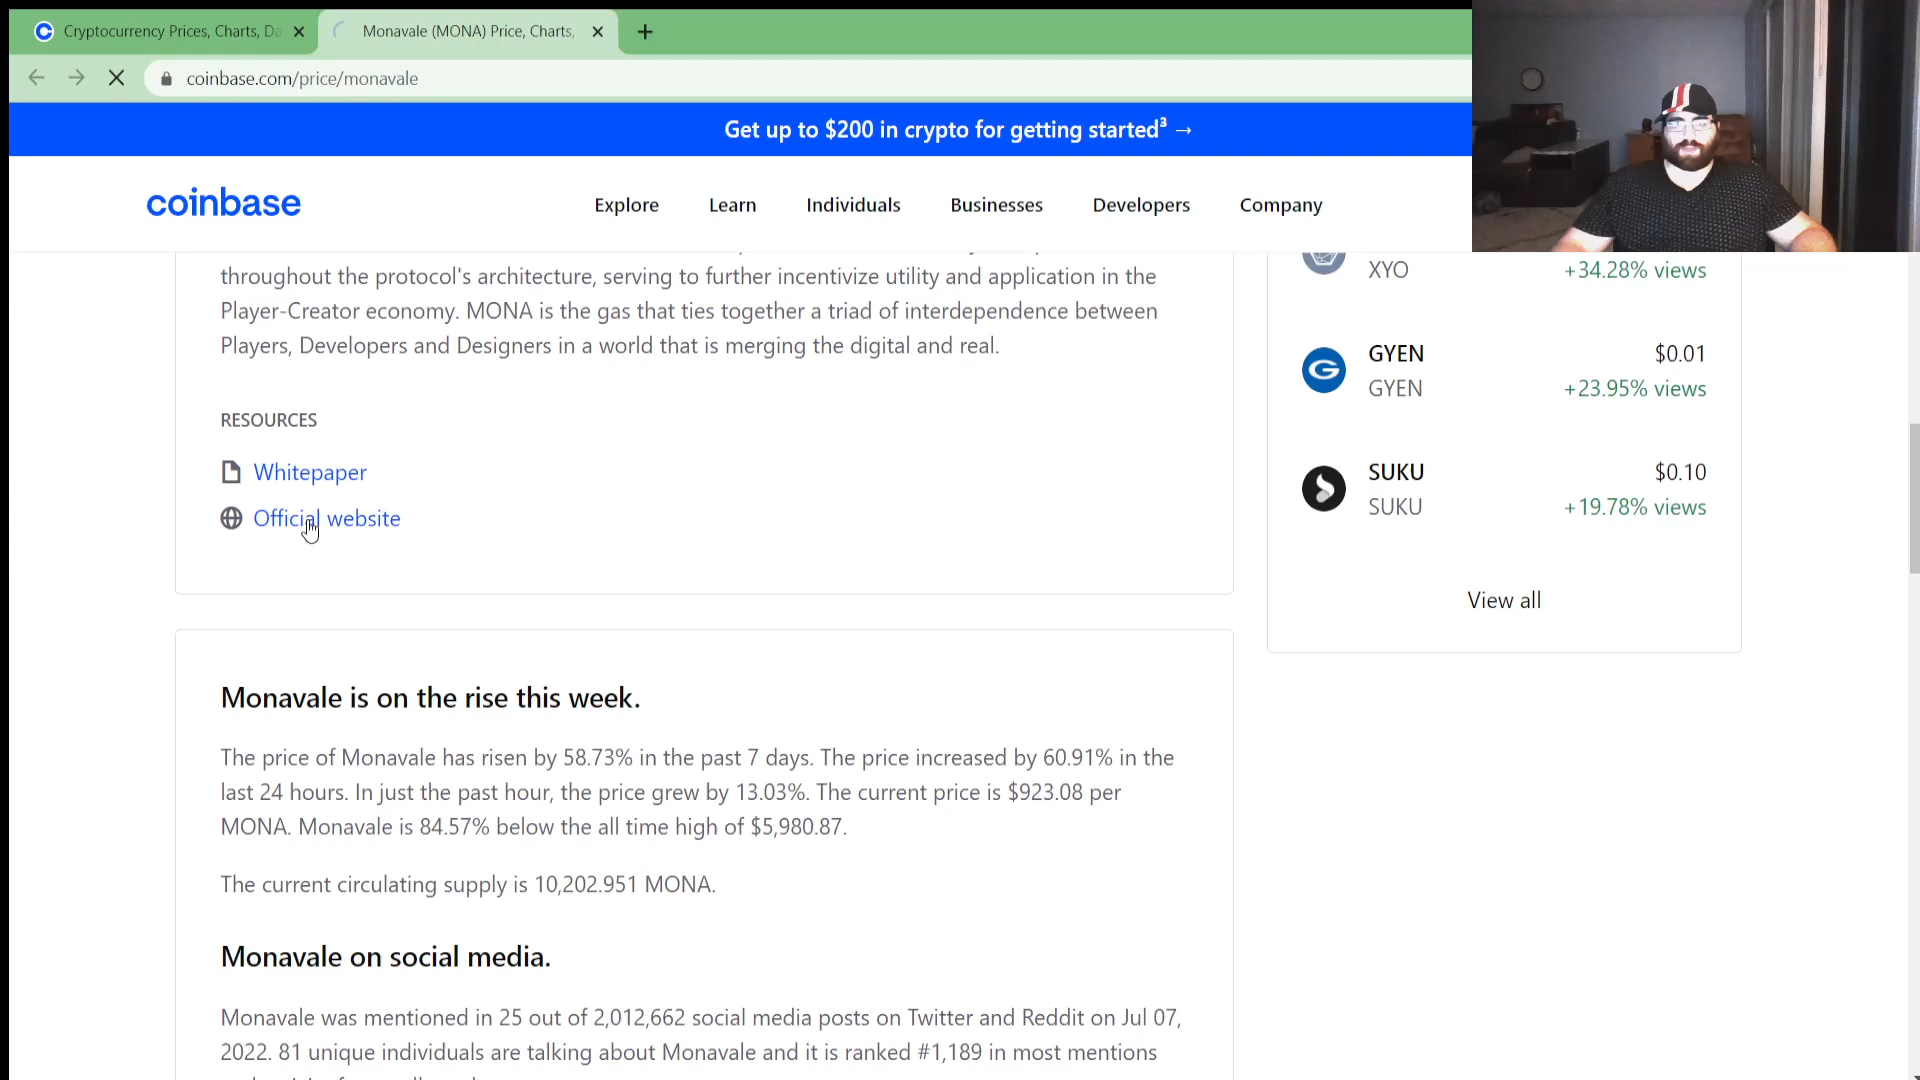 Cryptocurrency Prices, Charts, Da
Monavale (MONA) Price, Charts,
coinbase.com/price/monavale
Get up to $200 in crypto for getting started³ →
coinbase
Explore
Learn
Individuals
Businesses
Developers
Company
throughout the protocol's architecture, serving to further incentivize utility and application in the
Player-Creator economy. MONA is the gas that ties together a triad of interdependence between
Players, Developers and Designers in a world that is merging the digital and real.
RESOURCES
Whitepaper
Official website
XYO +34.28% views
GYEN $0.01
GYEN +23.95% views
SUKU $0.10
SUKU +19.78% views
View all
Monavale is on the rise this week.
The price of Monavale has risen by 58.73% in the past 7 days. The price increased by 60.91% in the
last 24 hours. In just the past hour, the price grew by 13.03%. The current price is $923.08 per
MONA. Monavale is 84.57% below the all time high of $5,980.87.
The current circulating supply is 10,202.951 MONA.
Monavale on social media.
Monavale was mentioned in 25 out of 2,012,662 social media posts on Twitter and Reddit on Jul 07,
2022. 81 unique individuals are talking about Monavale and it is ranked #1,189 in most mentions